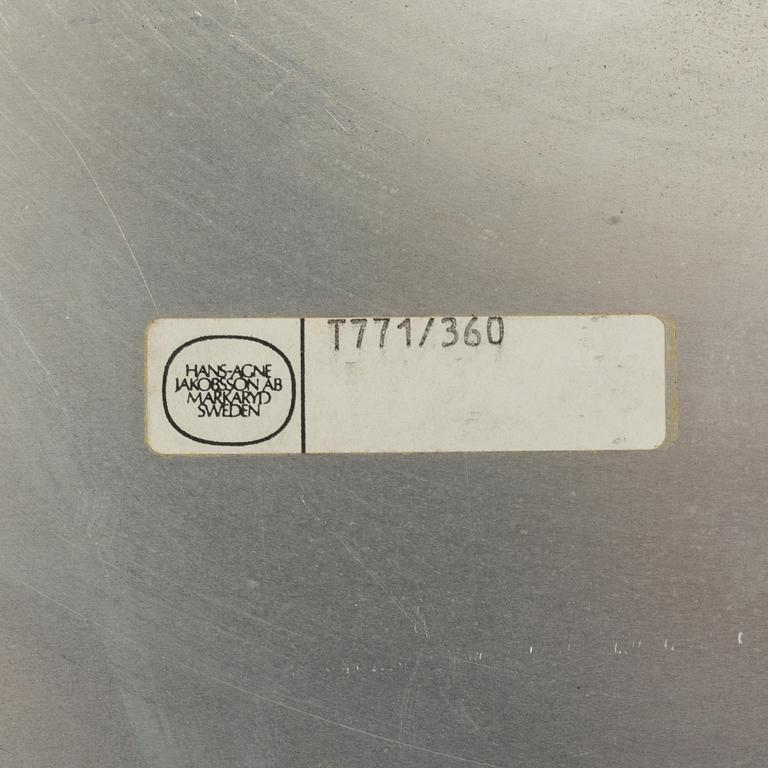 HANS-AGNE
JAKOBSSON AB
MARKARYD
SWEDEN
T771/360